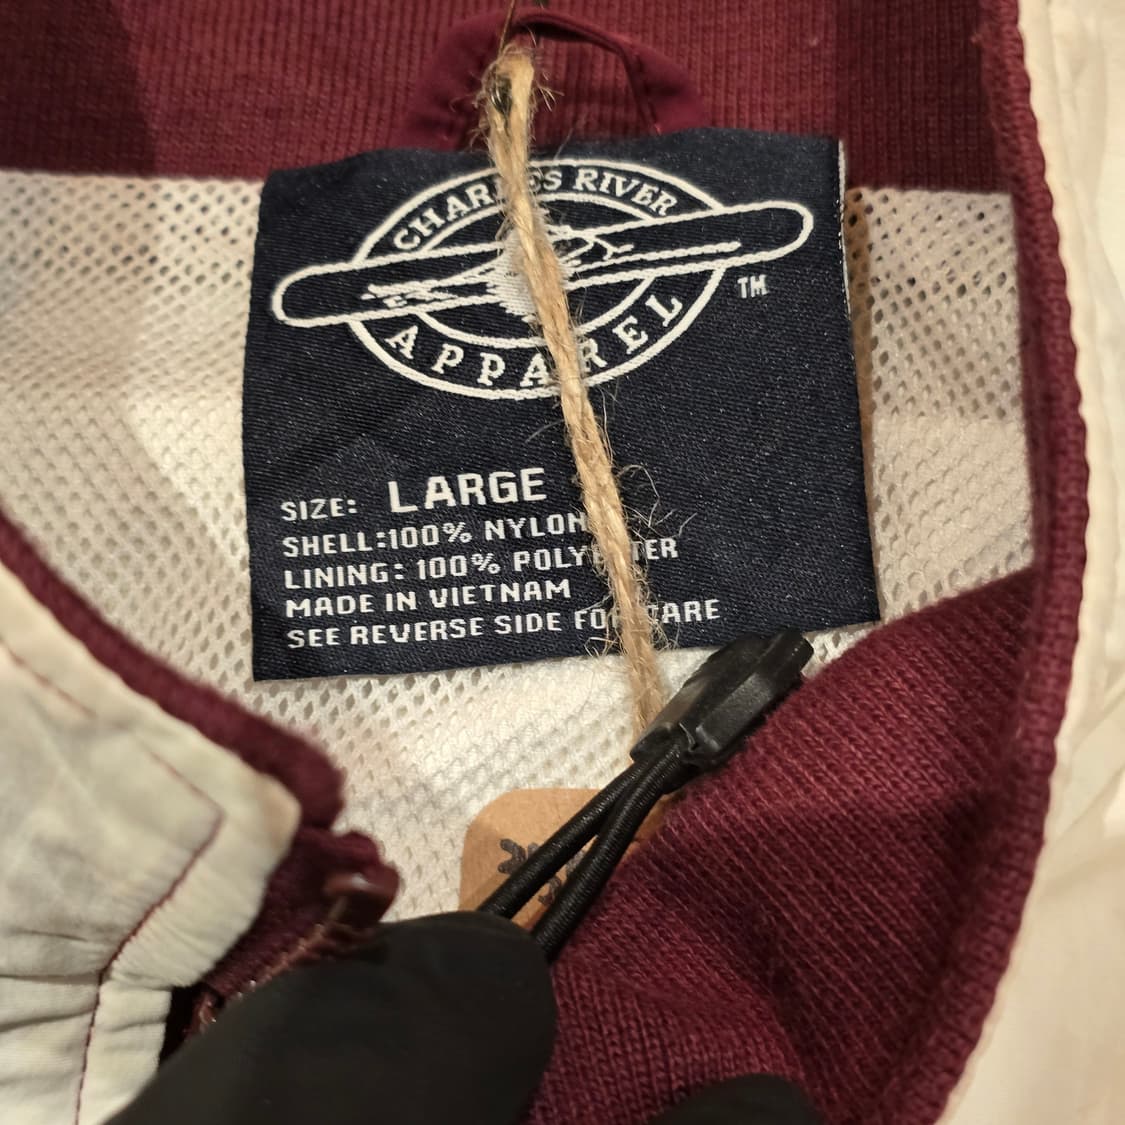 CHARLES RIVER
APPAREL
TM
SIZE: LARGE
SHELL:100% NYLON
LINING: 100% POLYESTER
MADE IN VIETNAM
SEE REVERSE SIDE FOR CARE